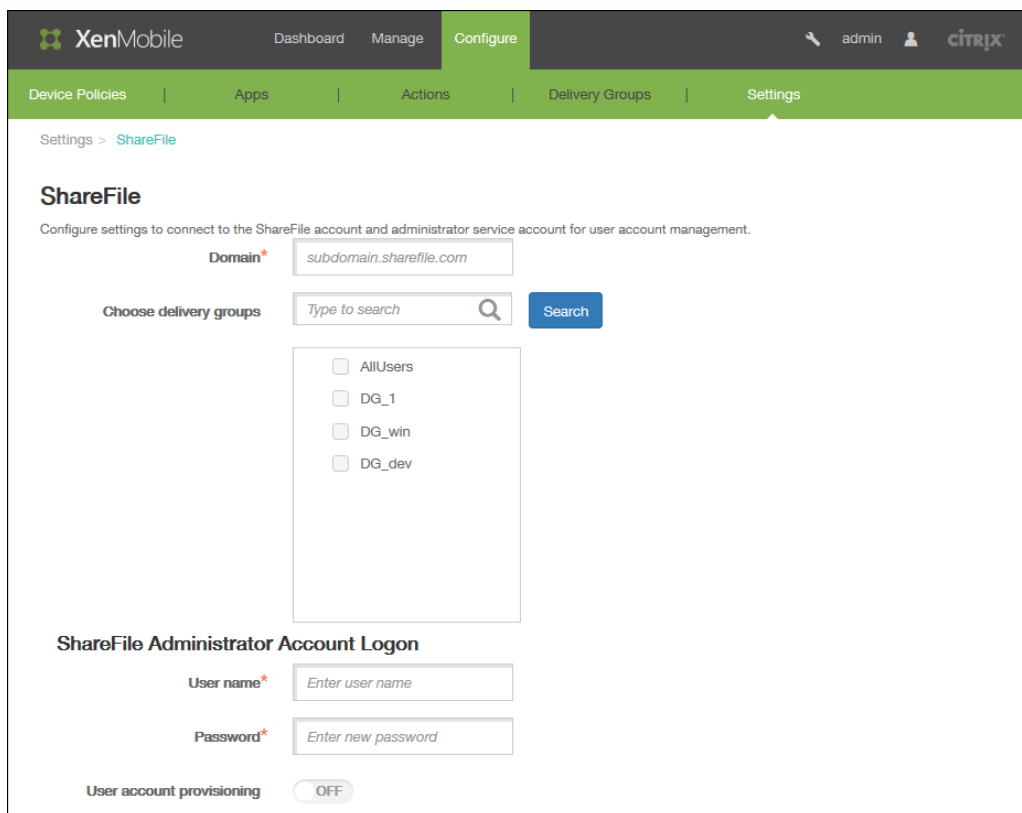 XenMobile Dashboard Manage Configure admin CİTRIX
Device Policies | Apps | Actions | Delivery Groups | Settings
Settings > ShareFile
ShareFile
Configure settings to connect to the ShareFile account and administrator service account for user account management.
Domain* subdomain.sharefile.com
Choose delivery groups Type to search Search
AllUsers
DG_1
DG_win
DG_dev
ShareFile Administrator Account Logon
User name* Enter user name
Password* Enter new password
User account provisioning OFF